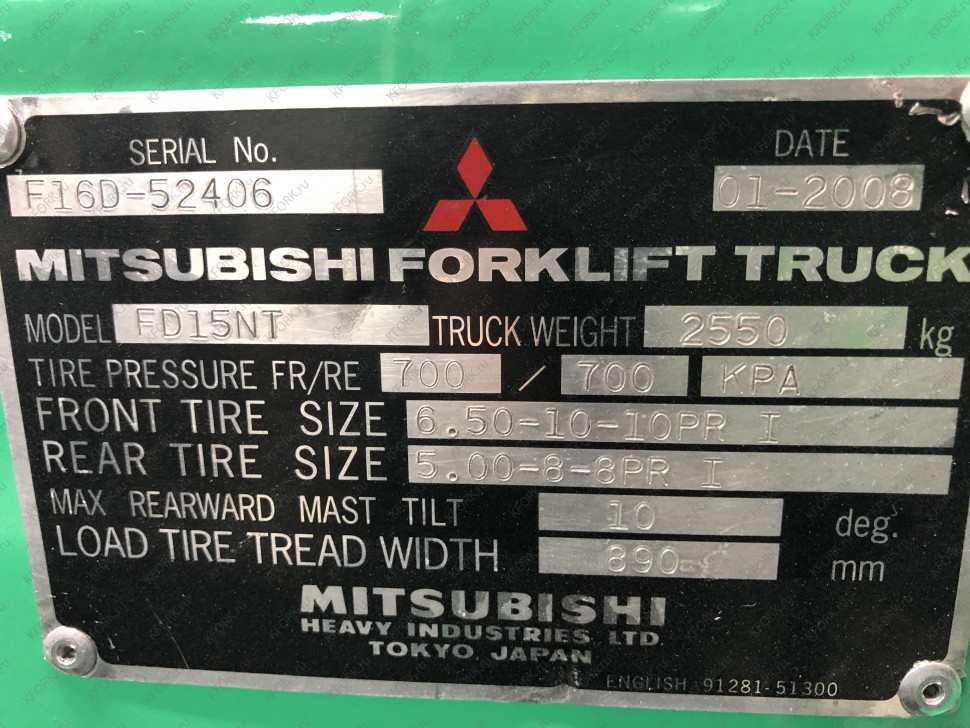 SERIAL No.
DATE
F16D-52406
01-2008
MITSUBISHI FORKLIFT TRUCK
MODEL FD15NT TRUCK WEIGHT 2550 kg
TIRE PRESSURE FR/RE 700 / 700 KPA
FRONT TIRE SIZE 6.50-10-10PR I
REAR TIRE SIZE 5.00-8-8PR I
MAX REARWARD MAST TILT 10 deg.
LOAD TIRE TREAD WIDTH 890 mm
MITSUBISHI
HEAVY INDUSTRIES, LTD.
TOKYO JAPAN
ENGLISH 91281-51300
KFORK.ru